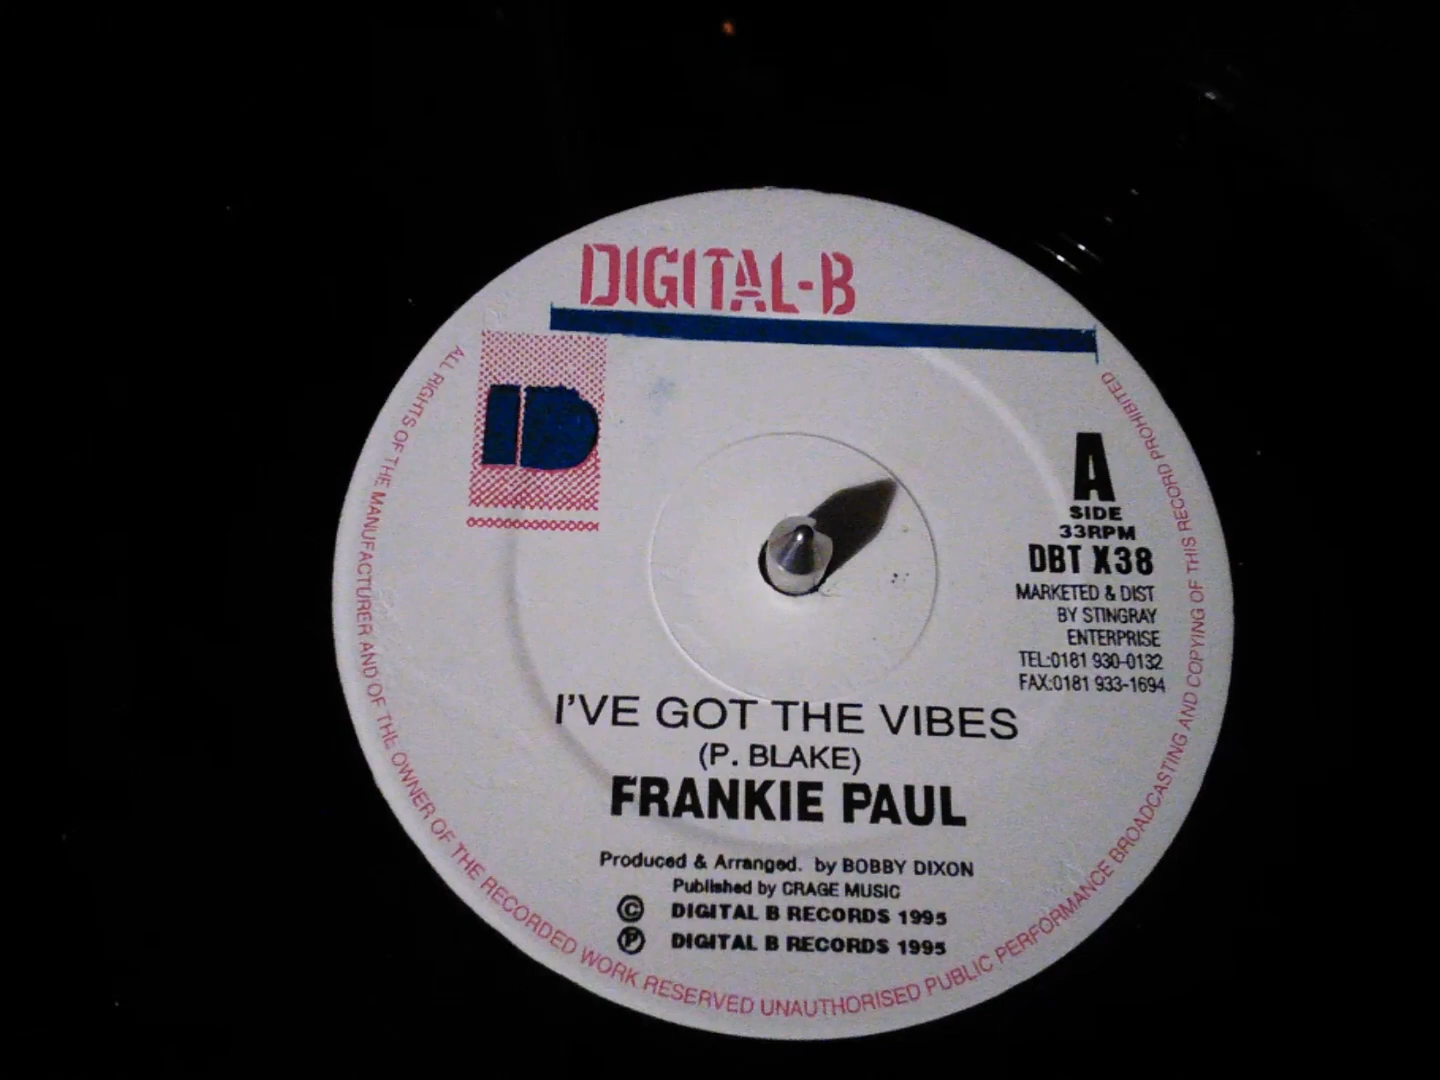 DIGITAL-B
D
A
SIDE
33RPM
DBT X38
MARKETED & DIST
BY STINGRAY
ENTERPRISE
TEL:0181 930-0132
FAX:0181 933-1694
I'VE GOT THE VIBES
(P. BLAKE)
FRANKIE PAUL
Produced & Arranged. by BOBBY DIXON
Published by CRAGE MUSIC
© DIGITAL B RECORDS 1995
℗ DIGITAL B RECORDS 1995
ALL RIGHTS OF THE MANUFACTURER AND OF THE OWNER OF THE RECORDED WORK RESERVED UNAUTHORISED PUBLIC PERFORMANCE BROADCASTING AND COPYING OF THIS RECORD PROHIBITED